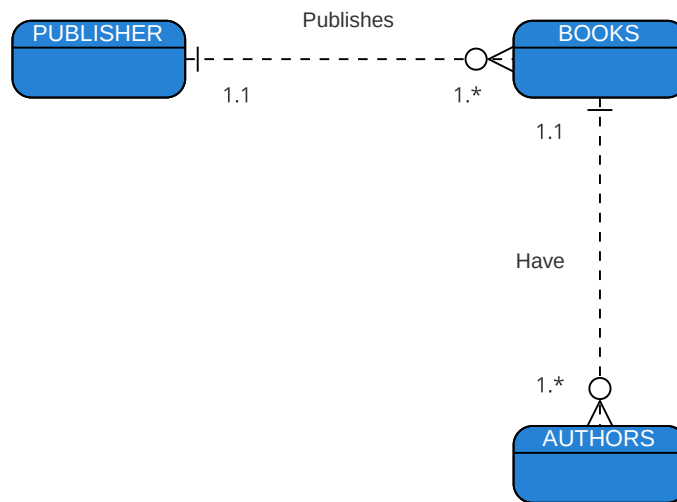 Publishes
PUBLISHER
BOOKS
1.1
1.*
1.1
Have
1.*
AUTHORS